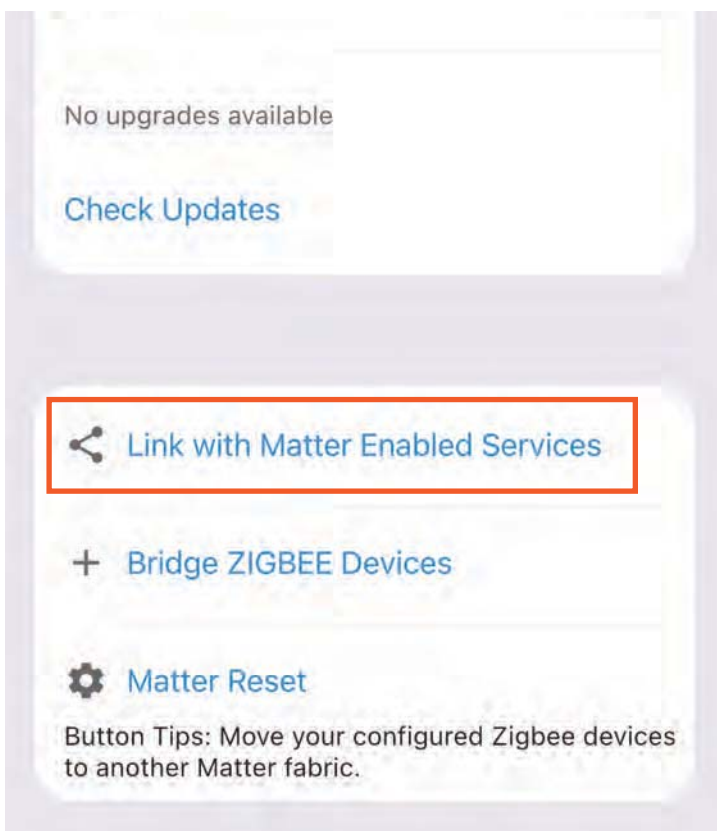 No upgrades available
Check Updates
Link with Matter Enabled Services
Bridge ZIGBEE Devices
Matter Reset
Button Tips: Move your configured Zigbee devices
to another Matter fabric.